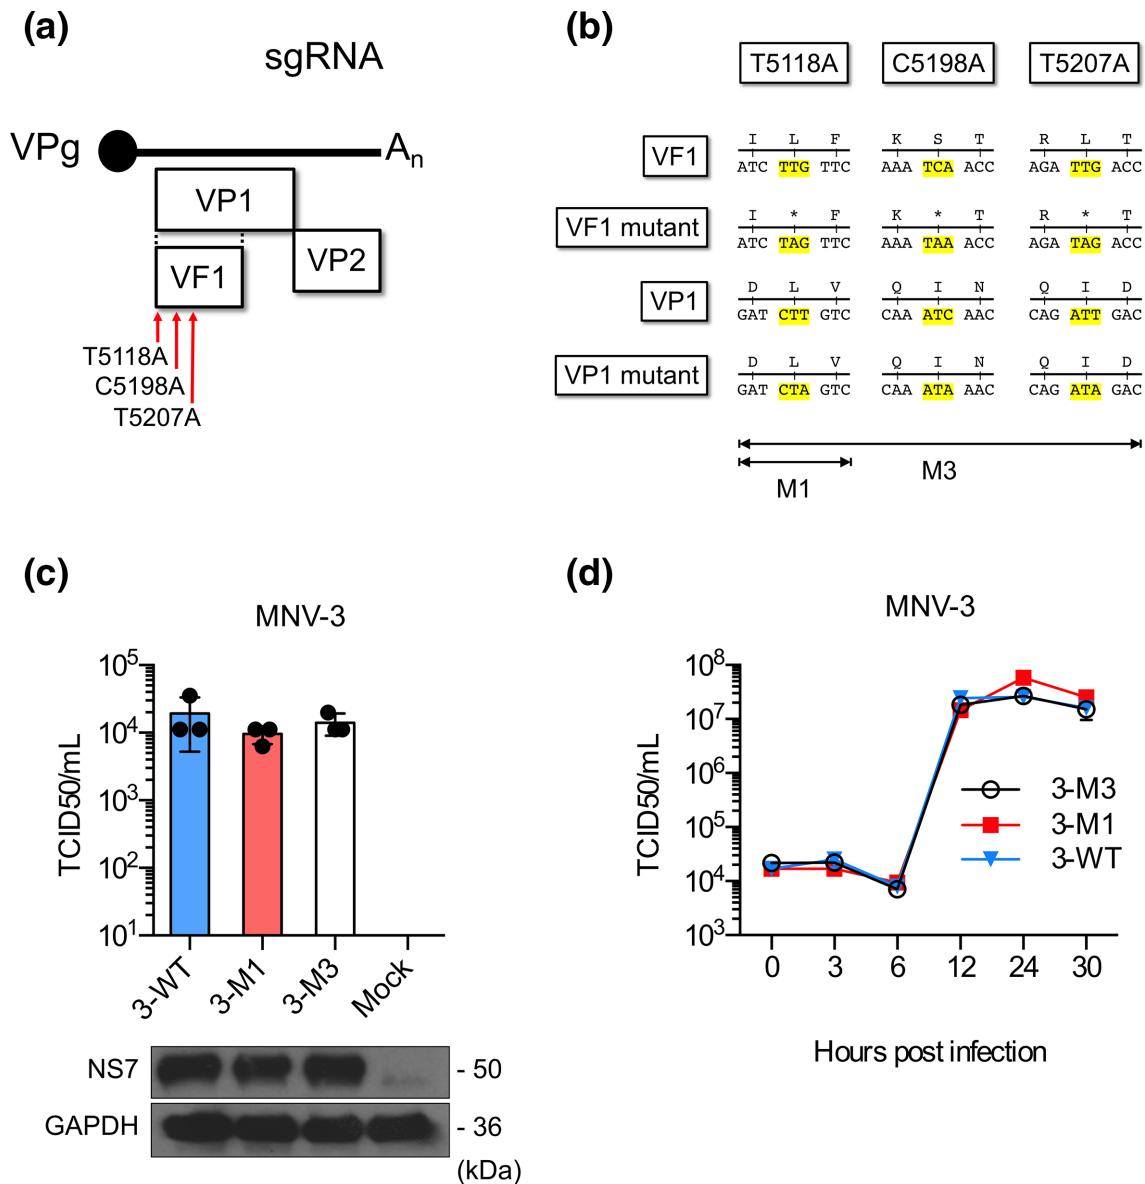 (a)
sgRNA
VPg
An
VP1
VF1
VP2
T5118A
C5198A
T5207A
(b)
T5118A C5198A T5207A
I L F K S T R L T
VF1
ATC TTG TTC AAA TCA ACC AGA TTG ACC
I * F K * T R * T
VF1 mutant
ATC TAG TTC AAA TAA ACC AGA TAG ACC
D L V Q I N Q I D
VP1
GAT CTT GTC CAA ATC AAC CAG ATT GAC
D L V Q I N Q I D
VP1 mutant
GAT CTA GTC CAA ATA AAC CAG ATA GAC
M3
M1
(c)
MNV-3
TCID50/mL
10^5
10^4
10^3
10^2
10^1
3-WT 3-M1 3-M3 Mock
NS7 - 50
GAPDH - 36
(kDa)
(d)
MNV-3
TCID50/mL
10^8
10^7
10^6
10^5
10^4
10^3
3-M3
3-M1
3-WT
0 3 6 12 24 30
Hours post infection